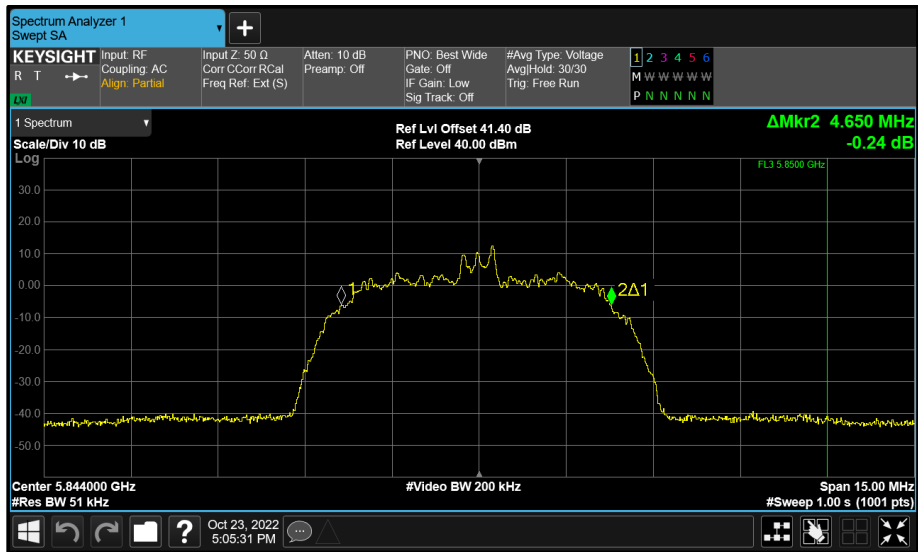 Spectrum Analyzer 1
Swept SA
KEYSIGHT
R T
LXI
Input: RF
Coupling: AC
Align: Partial
Input Z: 50 Ω
Corr CCorr RCal
Freq Ref: Ext (S)
Atten: 10 dB
Preamp: Off
PNO: Best Wide
Gate: Off
IF Gain: Low
Sig Track: Off
#Avg Type: Voltage
Avg|Hold: 30/30
Trig: Free Run
1 2 3 4 5 6
M W W W W W
P N N N N N
1 Spectrum
Scale/Div 10 dB
Log
Ref Lvl Offset 41.40 dB
Ref Level 40.00 dBm
ΔMkr2 4.650 MHz
-0.24 dB
FL3 5.8500 GHz
30.0
20.0
10.0
0.00
-10.0
-20.0
-30.0
-40.0
-50.0
1
2Δ1
Center 5.844000 GHz
#Res BW 51 kHz
#Video BW 200 kHz
Span 15.00 MHz
#Sweep 1.00 s (1001 pts)
?
Oct 23, 2022
5:05:31 PM